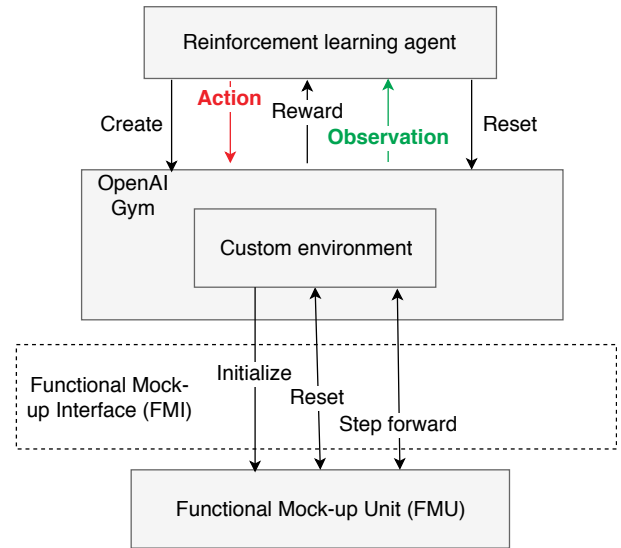 Reinforcement learning agent
Action
Reward
Create
Reset
Observation
OpenAI
Gym
Custom environment
Initialize
Functional Mock-
up Interface (FMI)
Reset
Step forward
Functional Mock-up Unit (FMU)